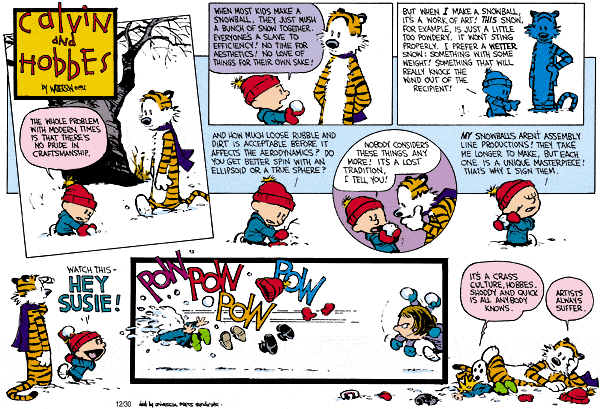 Calvin
and
HOBBES
by WATTERSON
THE WHOLE PROBLEM
WITH MODERN TIMES
IS THAT THERE'S
NO PRIDE IN
CRAFTSMANSHIP.
WHEN MOST KIDS MAKE A
SNOWBALL, THEY JUST MUSH
A BUNCH OF SNOW TOGETHER.
EVERYONE'S A SLAVE TO
EFFICIENCY! NO TIME FOR
AESTHETICS! NO LOVE OF
THINGS FOR THEIR OWN SAKE!
BUT WHEN I MAKE A SNOWBALL,
IT'S A WORK OF ART! THIS SNOW,
FOR EXAMPLE, IS JUST A LITTLE
TOO POWDERY. IT WON'T STING
PROPERLY. I PREFER A WETTER
SNOW: SOMETHING WITH SOME
WEIGHT! SOMETHING THAT WILL
REALLY KNOCK THE
WIND OUT OF THE
RECIPIENT!
AND HOW MUCH LOOSE RUBBLE AND
DIRT IS ACCEPTABLE BEFORE IT
AFFECTS THE AERODYNAMICS? DO
YOU GET BETTER SPIN WITH AN
ELLIPSOID OR A TRUE SPHERE?
NOBODY CONSIDERS
THESE THINGS ANY
MORE! IT'S A LOST
TRADITION,
I TELL YOU!
MY SNOWBALLS AREN'T ASSEMBLY
LINE PRODUCTIONS! THEY TAKE
ME LONGER TO MAKE, BUT EACH
ONE IS A UNIQUE MASTERPIECE!
THAT'S WHY I SIGN THEM.
WATCH THIS-
HEY
SUSIE!
POW
POW
POW
POW
IT'S A CRASS
CULTURE, HOBBES.
SHODDY AND QUICK
IS ALL ANYBODY
KNOWS.
ARTISTS
ALWAYS
SUFFER.
12/30